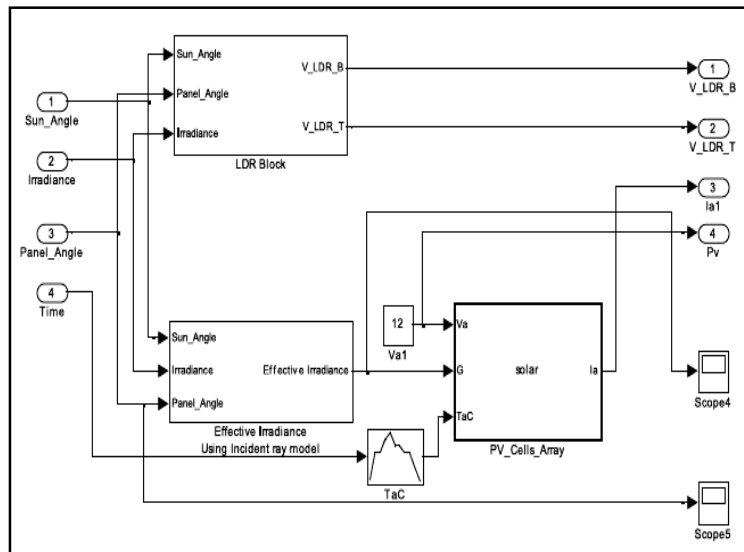 Sun_Angle
V_LDR_B
1
V_LDR_B
1
Sun_Angle
Panel_Angle
2
Irradiance
Irradiance
V_LDR_T
2
V_LDR_T
LDR Block
3
Ia1
3
Panel_Angle
4
Pv
4
Time
12
Va1
Va
Sun_Angle
Irradiance
Effective Irradiance
G
solar
Ia
Panel_Angle
Scope4
TaC
Effective Irradiance
Using Incident ray model
PV_Cells_Array
TaC
Scope5